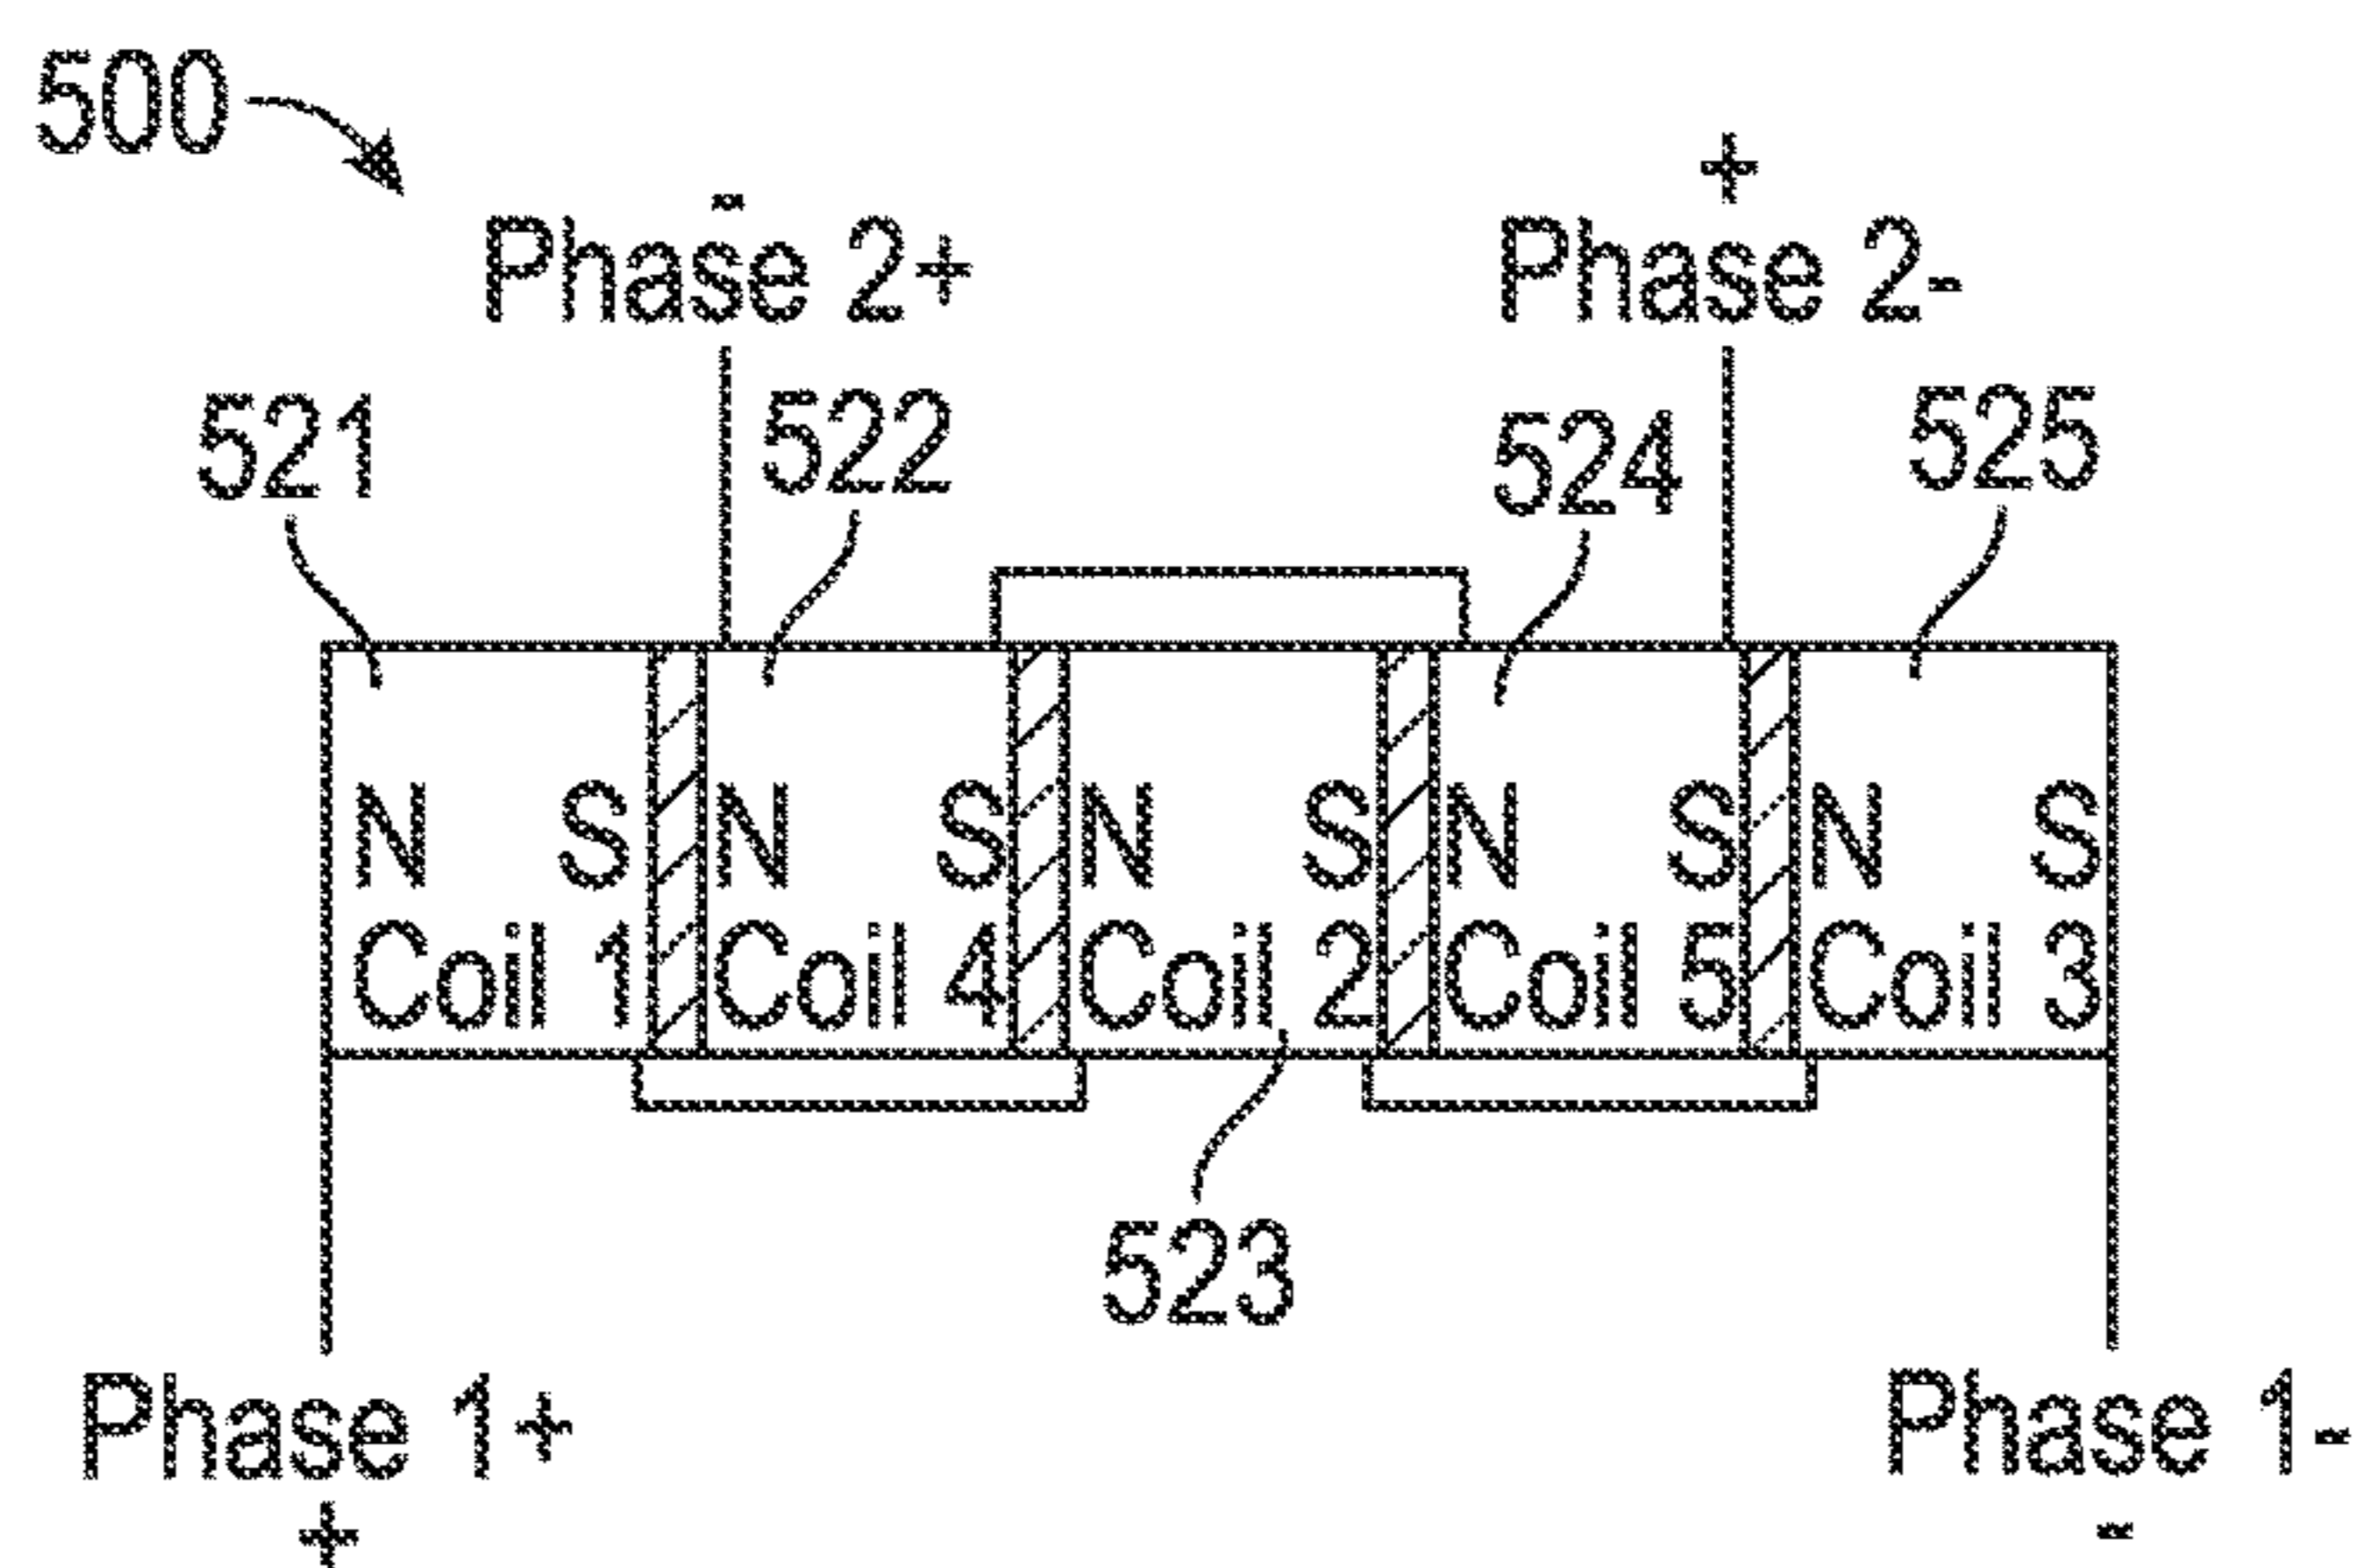 500
- +
Phase 2+ Phase 2-
521 522 524 525
N S N S N S N S N S
Coil 1 Coil 4 Coil 2 Coil 5 Coil 3
523
Phase 1+ Phase 1-
+ -